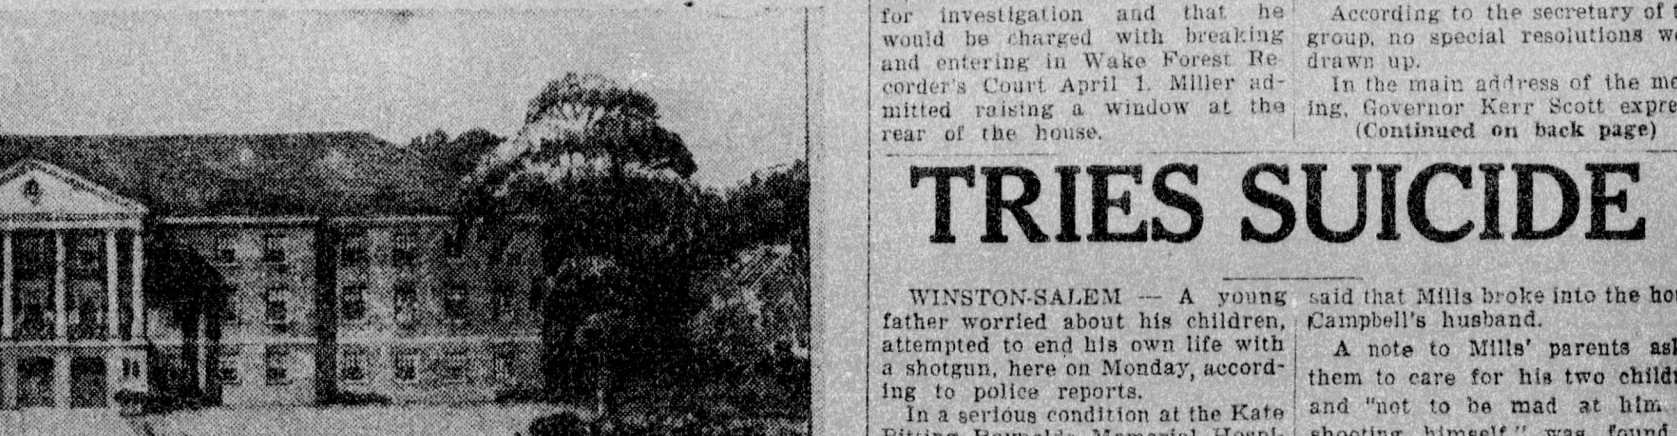 for investigation and that he
would be charged with breaking
and entering in Wake Forest Re
corder's Court April 1. Miller ad-
mitted raising a window at the
rear of the house.
According to the secretary of
group, no special resolutions
drawn up.
In the main address of the
ing, Governor Kerr Scott
(Continued on back page)
TRIES SUICIDE
WINSTON-SALEM — A young
father worried about his children,
attempted to end his own life with
a shotgun, here on Monday, accord-
ing to police reports.
In a serious condition at the Kate
said that Mills broke into the
Campbell's husband.
A note to Mills' parents
them to care for his two
and "not to be mad at him
shooting himself" was found